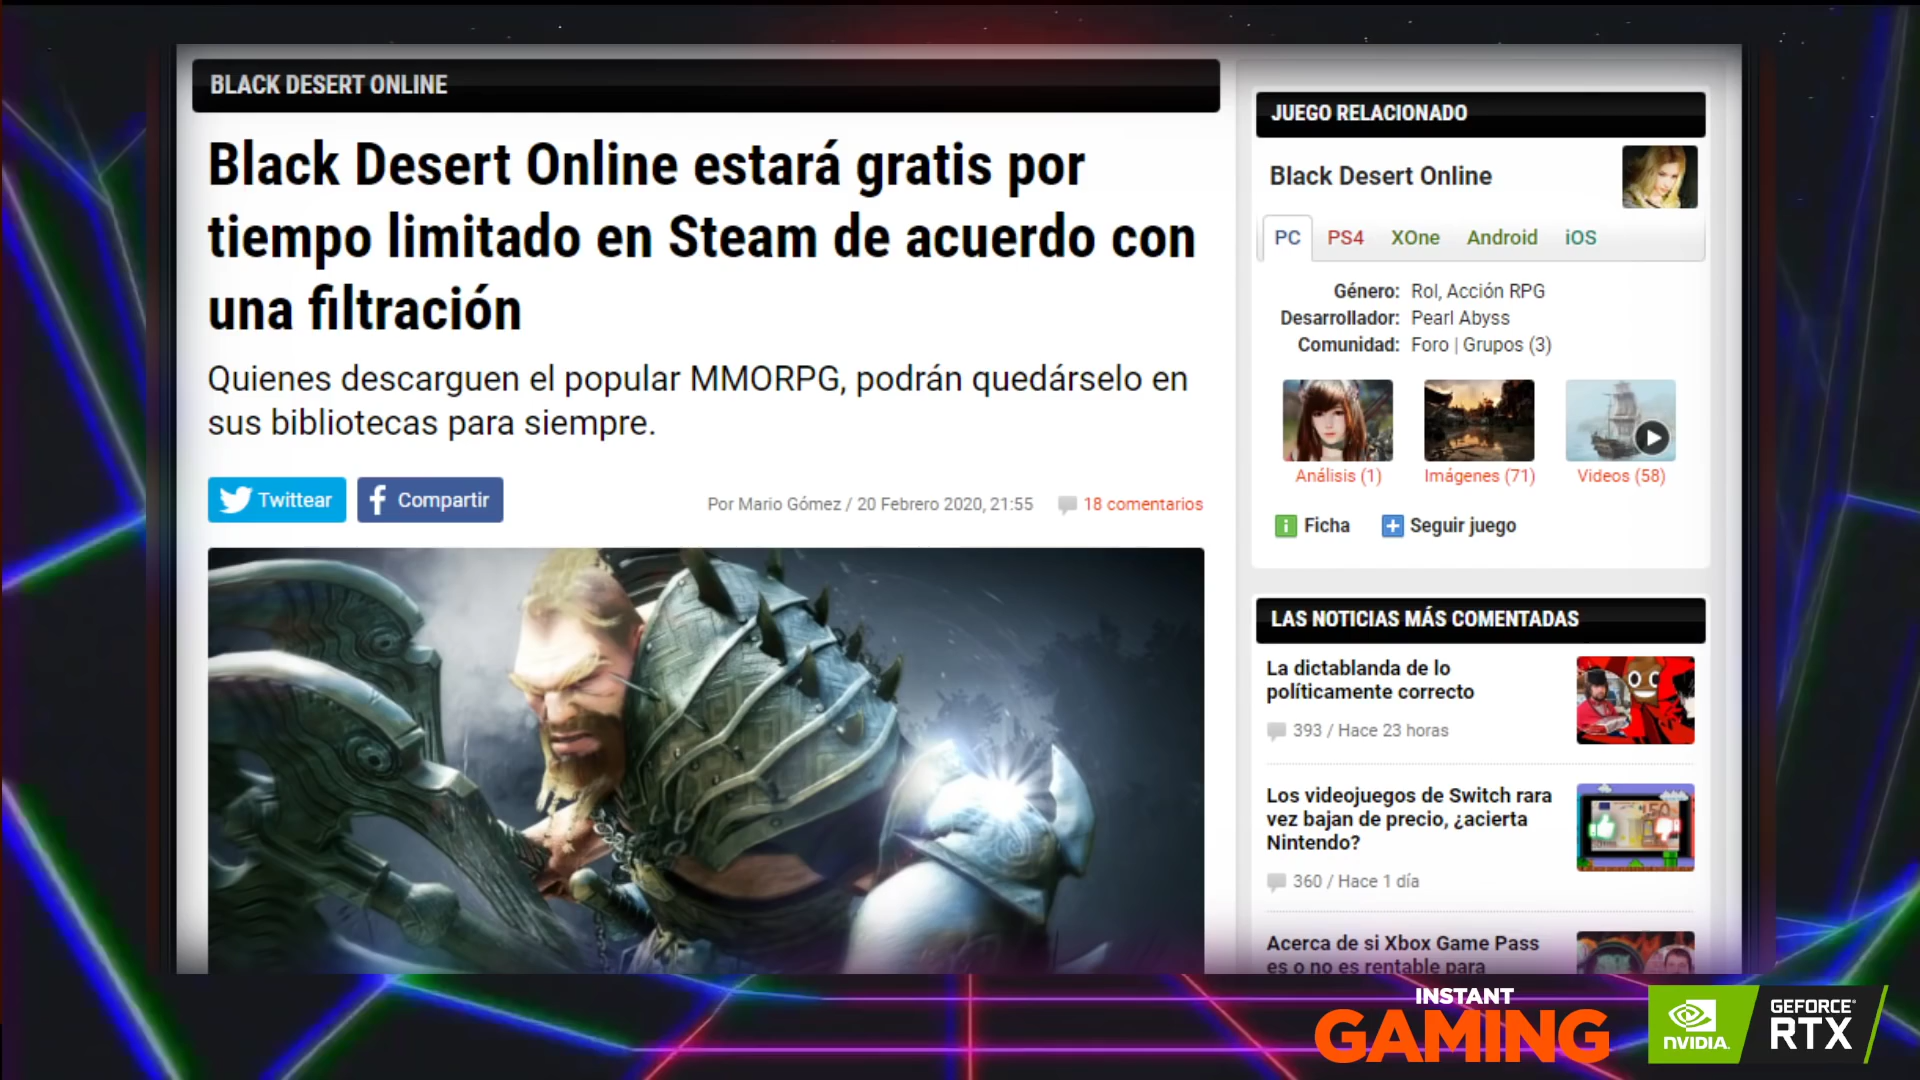 BLACK DESERT ONLINE
Black Desert Online estará gratis por
tiempo limitado en Steam de acuerdo con
una filtración
Quienes descarguen el popular MMORPG, podrán quedárselo en
sus bibliotecas para siempre.
Twittear
Compartir
Por Mario Gómez / 20 Febrero 2020, 21:55
18 comentarios
JUEGO RELACIONADO
Black Desert Online
PC PS4 XOne Android iOS
Género: Rol, Acción RPG
Desarrollador: Pearl Abyss
Comunidad: Foro | Grupos (3)
Análisis (1) Imágenes (71) Videos (58)
Ficha Seguir juego
LAS NOTICIAS MÁS COMENTADAS
La dictablanda de lo
políticamente correcto
393 / Hace 23 horas
Los videojuegos de Switch rara
vez bajan de precio, ¿acierta
Nintendo?
360 / Hace 1 día
Acerca de si Xbox Game Pass
es o no es rentable para
INSTANT
GAMING
NVIDIA.
GEFORCE
RTX